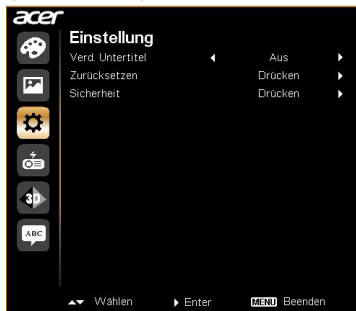 acer
Einstellung
Verd. Untertitel Aus
Zurücksetzen Drücken
Sicherheit Drücken
3D
ABC
Wählen Enter MENU Beenden